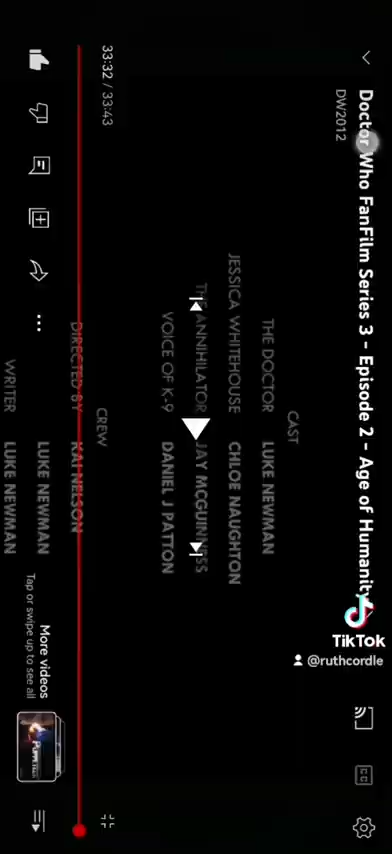 Doctor Who FanFilm Series 3 - Episode 2 - Age of Humanity
DW2012
CAST
THE DOCTOR LUKE NEWMAN
JESSICA WHITEHOUSE CHLOE NAUGHTON
THE ANNIHILATOR JAY MCGUINNESS
VOICE OF K-9 DANIEL J PATTON
CREW
DIRECTED BY KAI NELSON
LUKE NEWMAN
WRITER LUKE NEWMAN
33:32 / 33:43
More videos
Tap or swipe up to see all
CC
TikTok
@ruthcordle